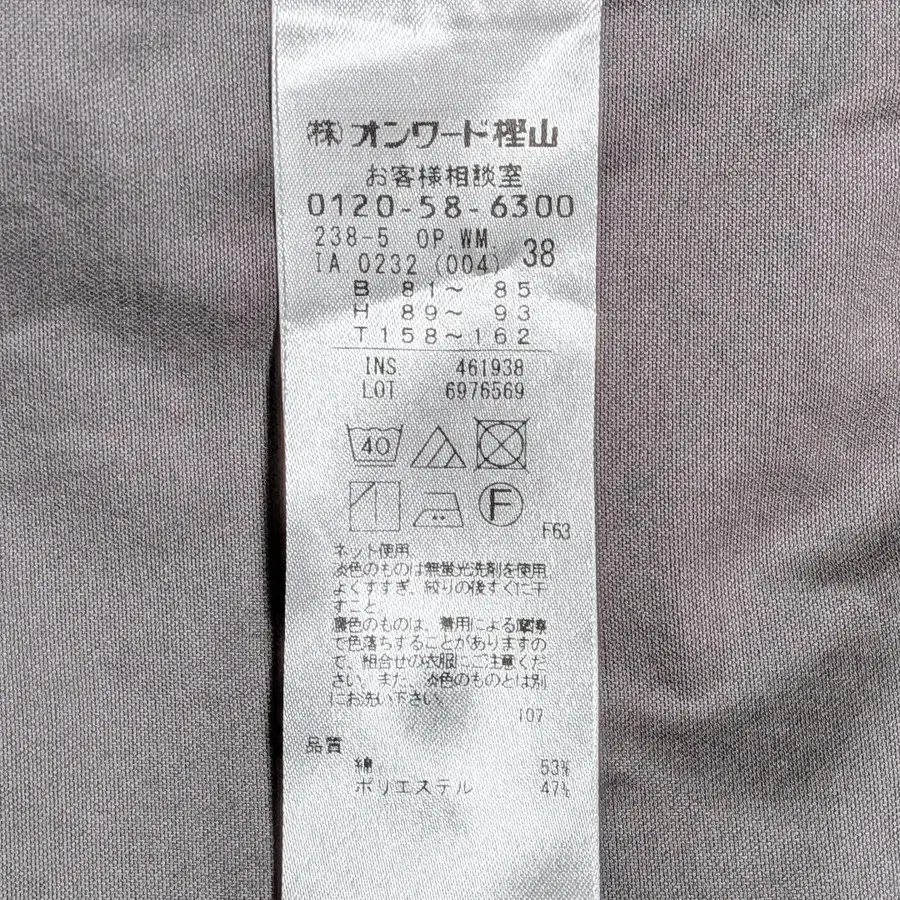 (株)オンワード樫山
お客様相談室
0120-58-6300
238-5 OP.WM. 38
IA 0232 (004)
B 81～ 85
H 89～ 93
T158～162
INS 461938
LOT 6976569
40
F
F63
ネット使用
淡色のものは無蛍光洗剤を使用
よくすすぎ、絞りの後すぐに干
すこと。
濃色のものは、着用による摩擦
で色落ちすることがありますの
で、組合せの衣服にご注意くだ
さい。また、淡色のものとは別
にお洗い下さい。
107
品質
綿 53%
ポリエステル 47%